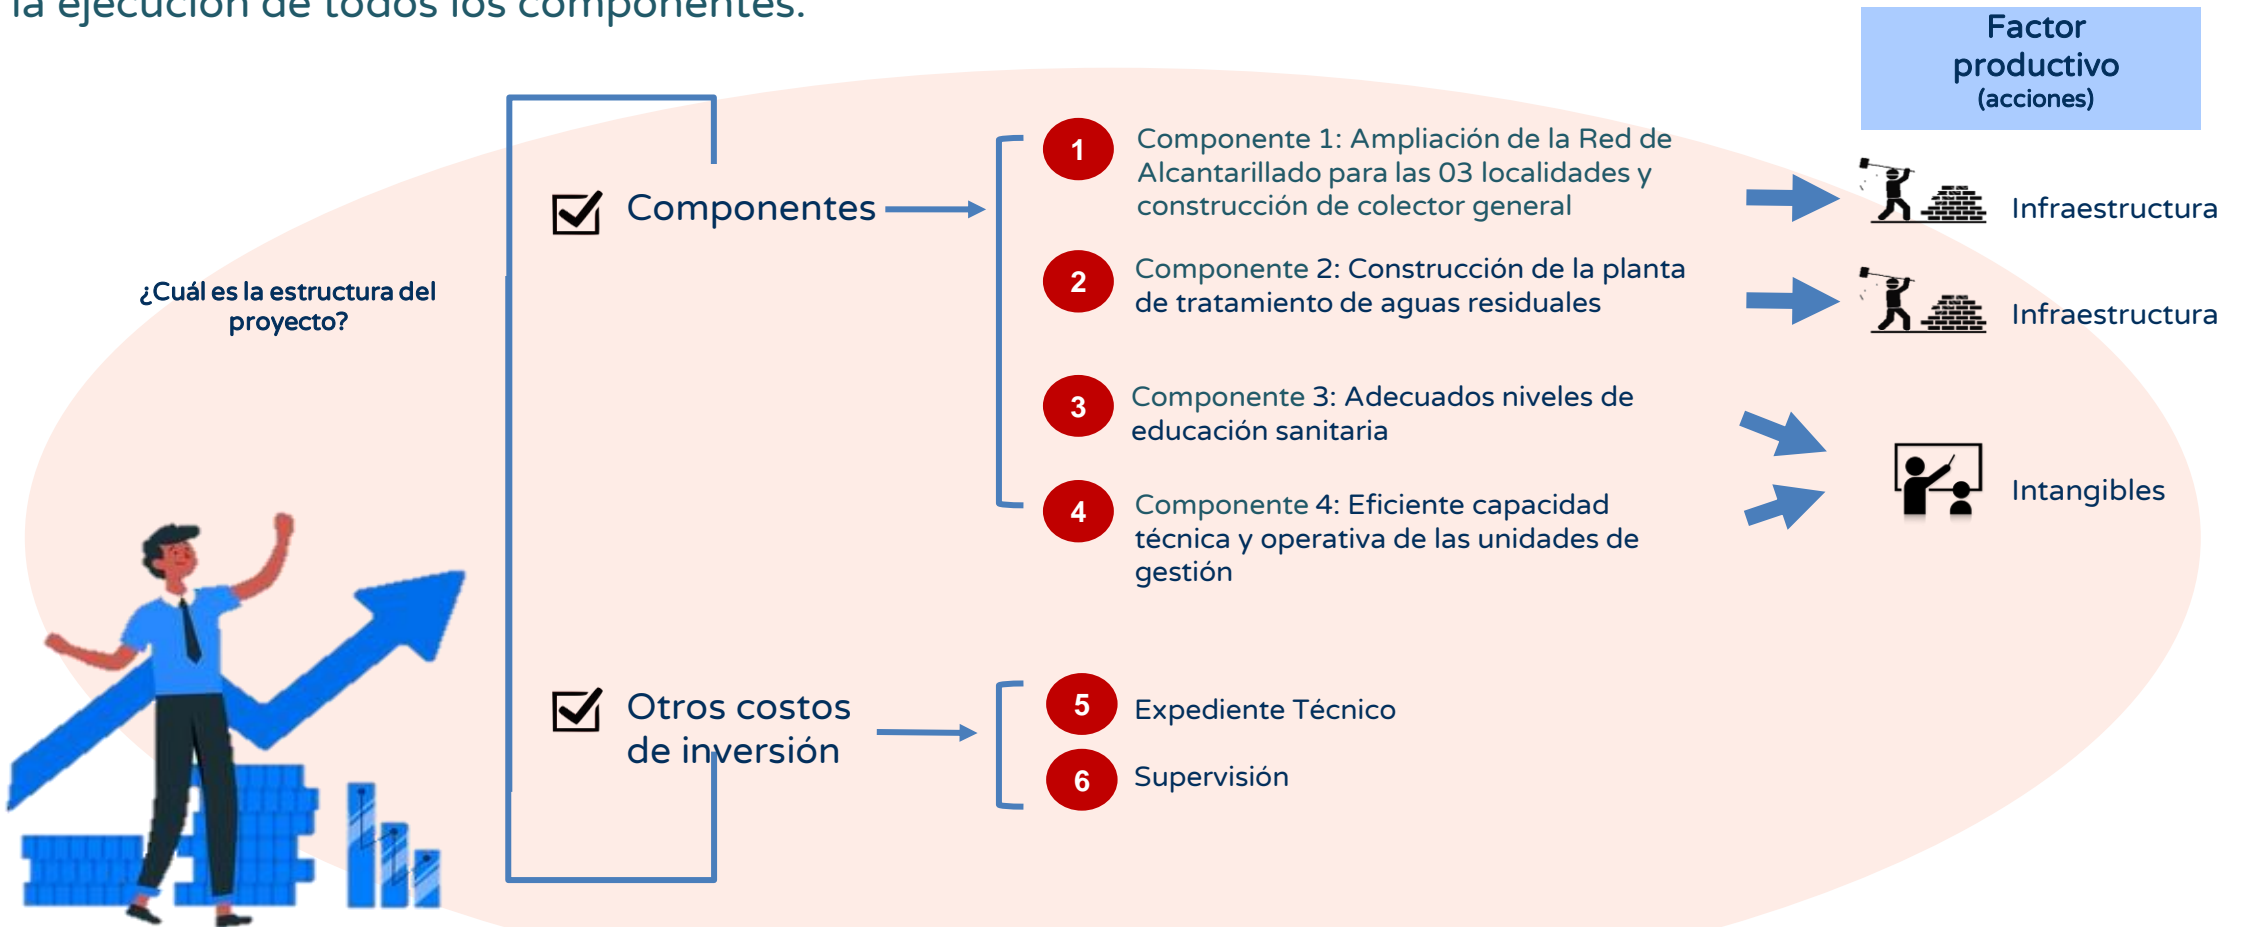 la ejecución de todos los componentes.
Factor
productivo
(acciones)
¿Cuál es la estructura del
proyecto?
Componentes
1
Componente 1: Ampliación de la Red de
Alcantarillado para las 03 localidades y
construcción de colector general
Infraestructura
2
Componente 2: Construcción de la planta
de tratamiento de aguas residuales
Infraestructura
3
Componente 3: Adecuados niveles de
educación sanitaria
4
Componente 4: Eficiente capacidad
técnica y operativa de las unidades de
gestión
Intangibles
Otros costos
de inversión
5
Expediente Técnico
6
Supervisión